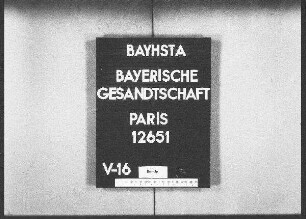 BAYHSTA
BAYERISCHE
GESANDTSCHAFT
PARIS
12651
V-16